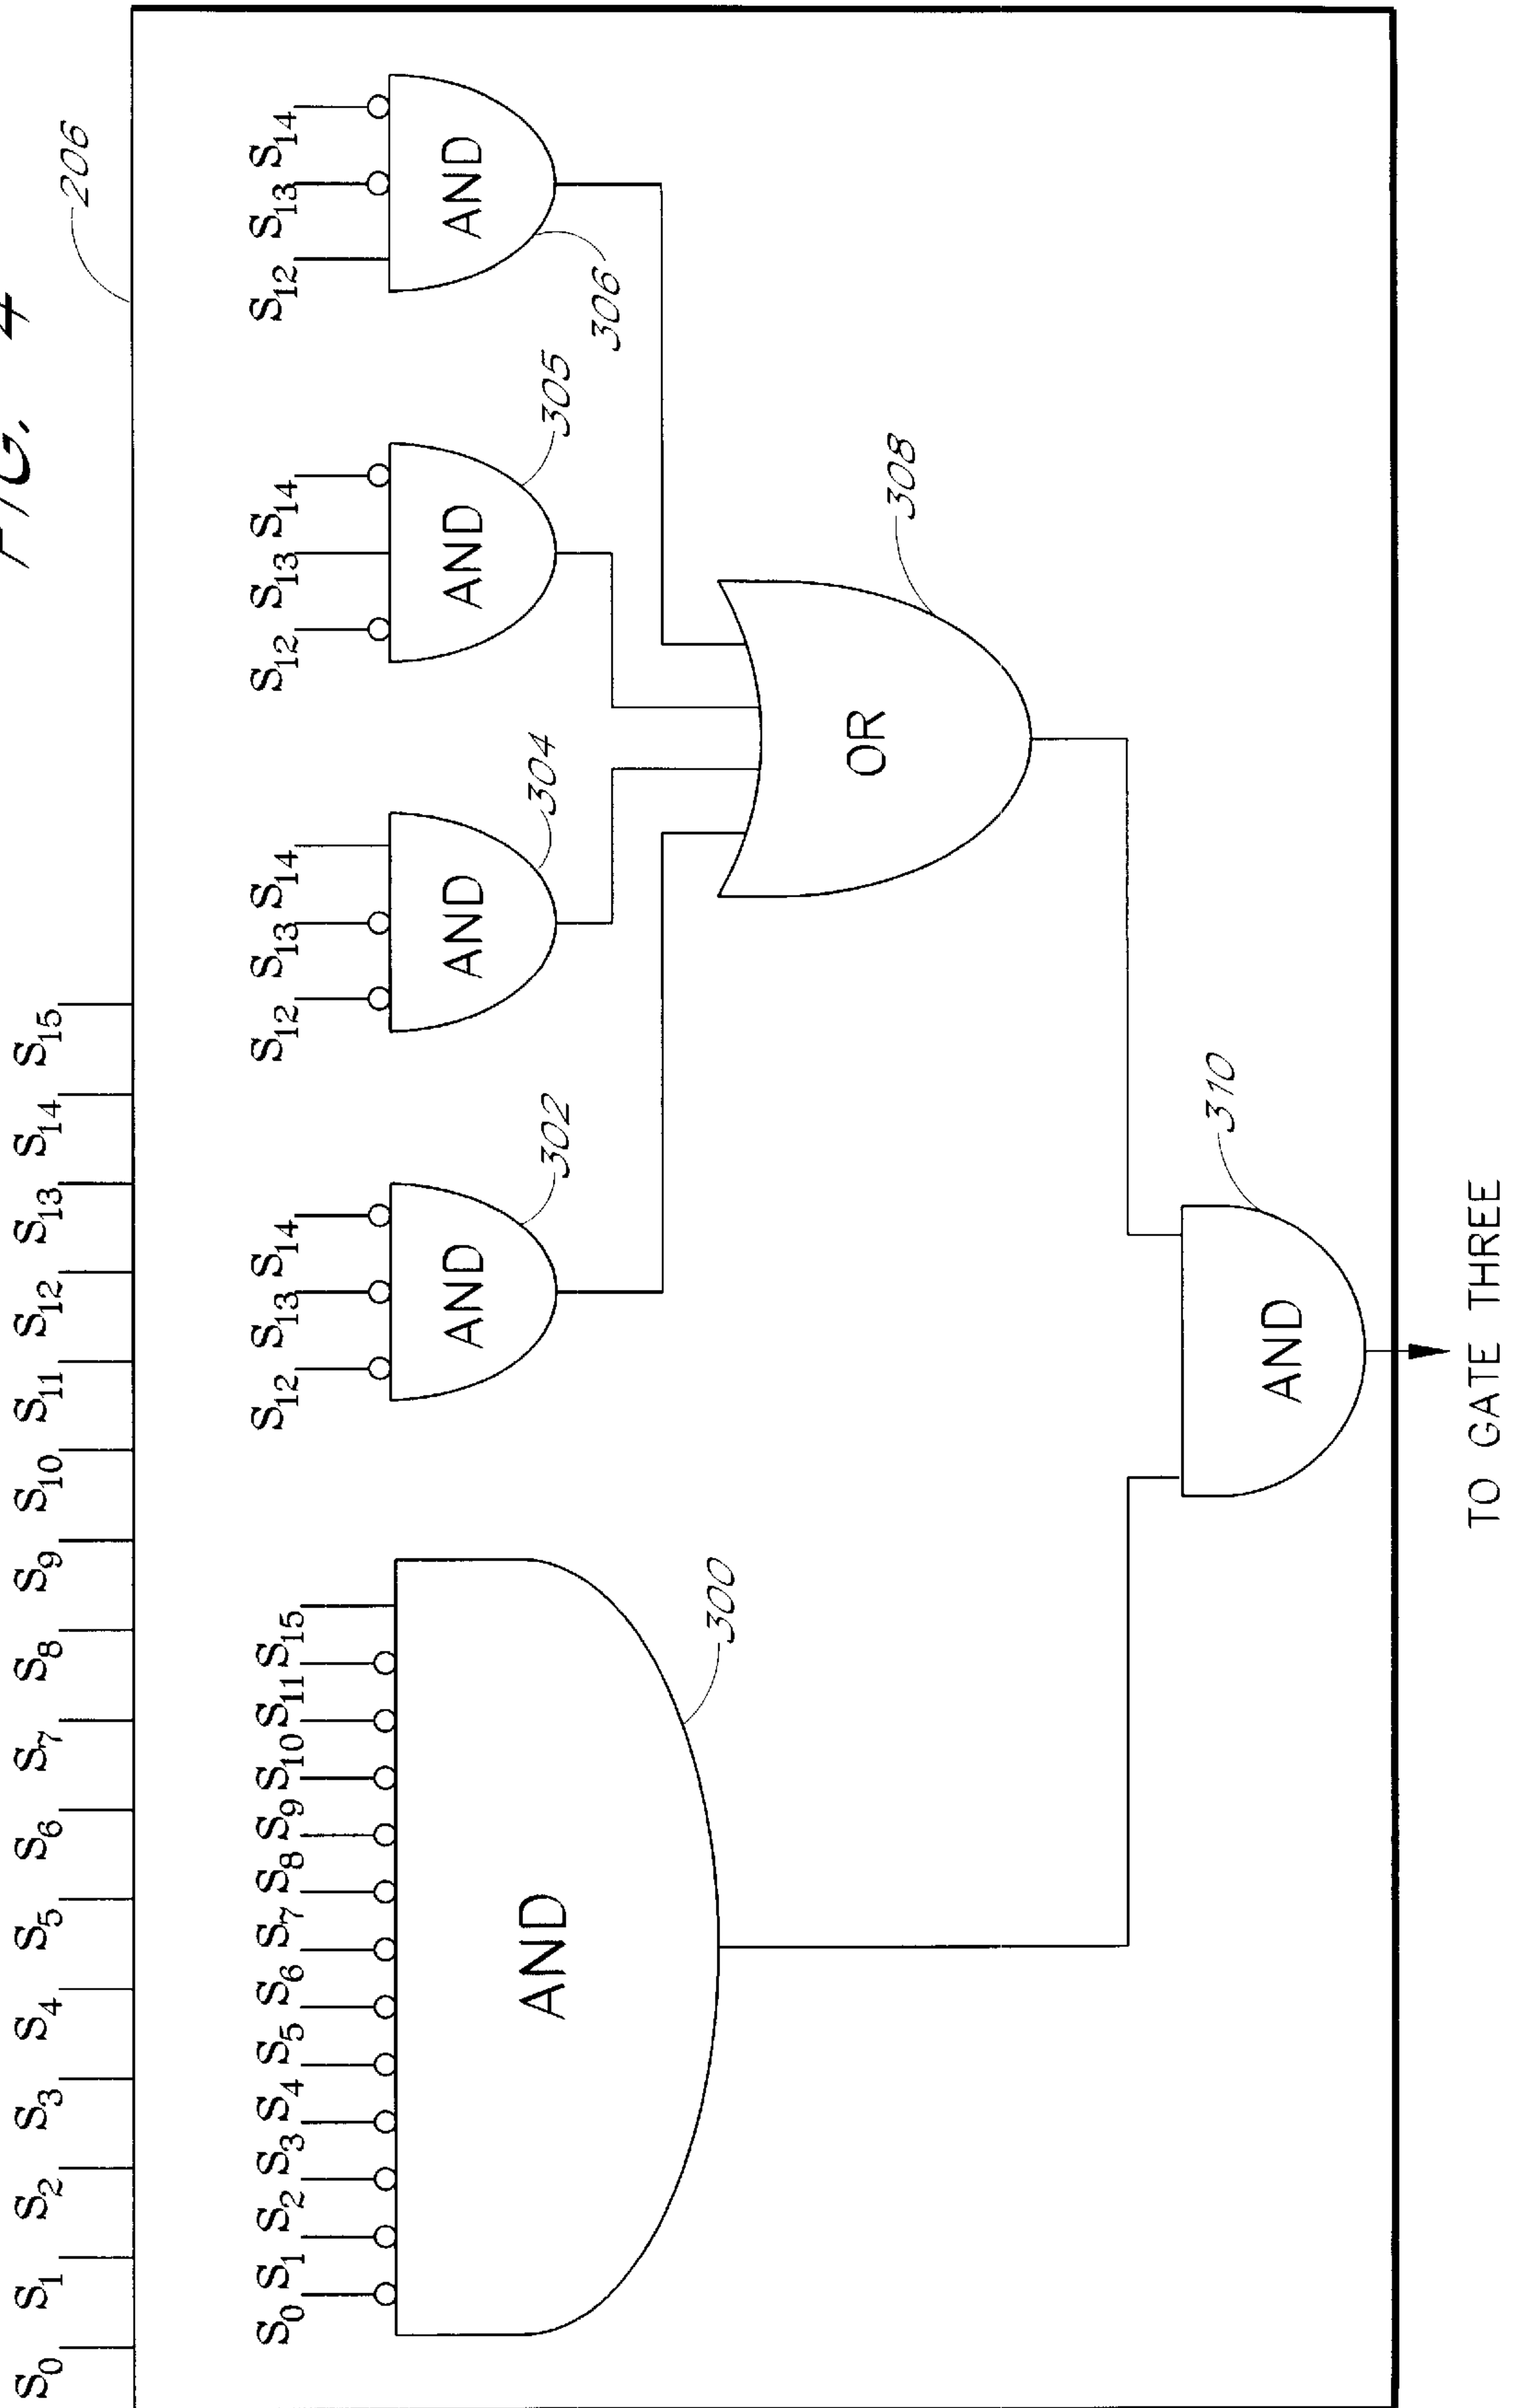 FIG. 4
206
S0 S1 S2 S3 S4 S5 S6 S7 S8 S9 S10 S11 S12 S13 S14 S15
S0 S1 S2 S3 S4 S5 S6 S7 S8 S9 S10 S11 S15
S12 S13 S14
S12 S13 S14
S12 S13 S14
S12 S13 S14
AND
AND
AND
AND
AND
300
302
304
305
306
OR
308
AND
310
TO GATE THREE